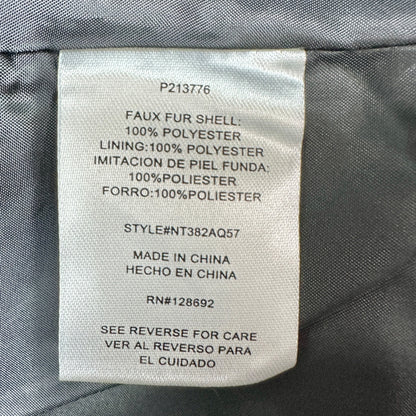 P213776
FAUX FUR SHELL:
100% POLYESTER
LINING:100% POLYESTER
IMITACION DE PIEL FUNDA:
100%POLIESTER
FORRO:100%POLIESTER
STYLE#NT382AQ57
MADE IN CHINA
HECHO EN CHINA
RN#128692
SEE REVERSE FOR CARE
VER AL REVERSO PARA
EL CUIDADO